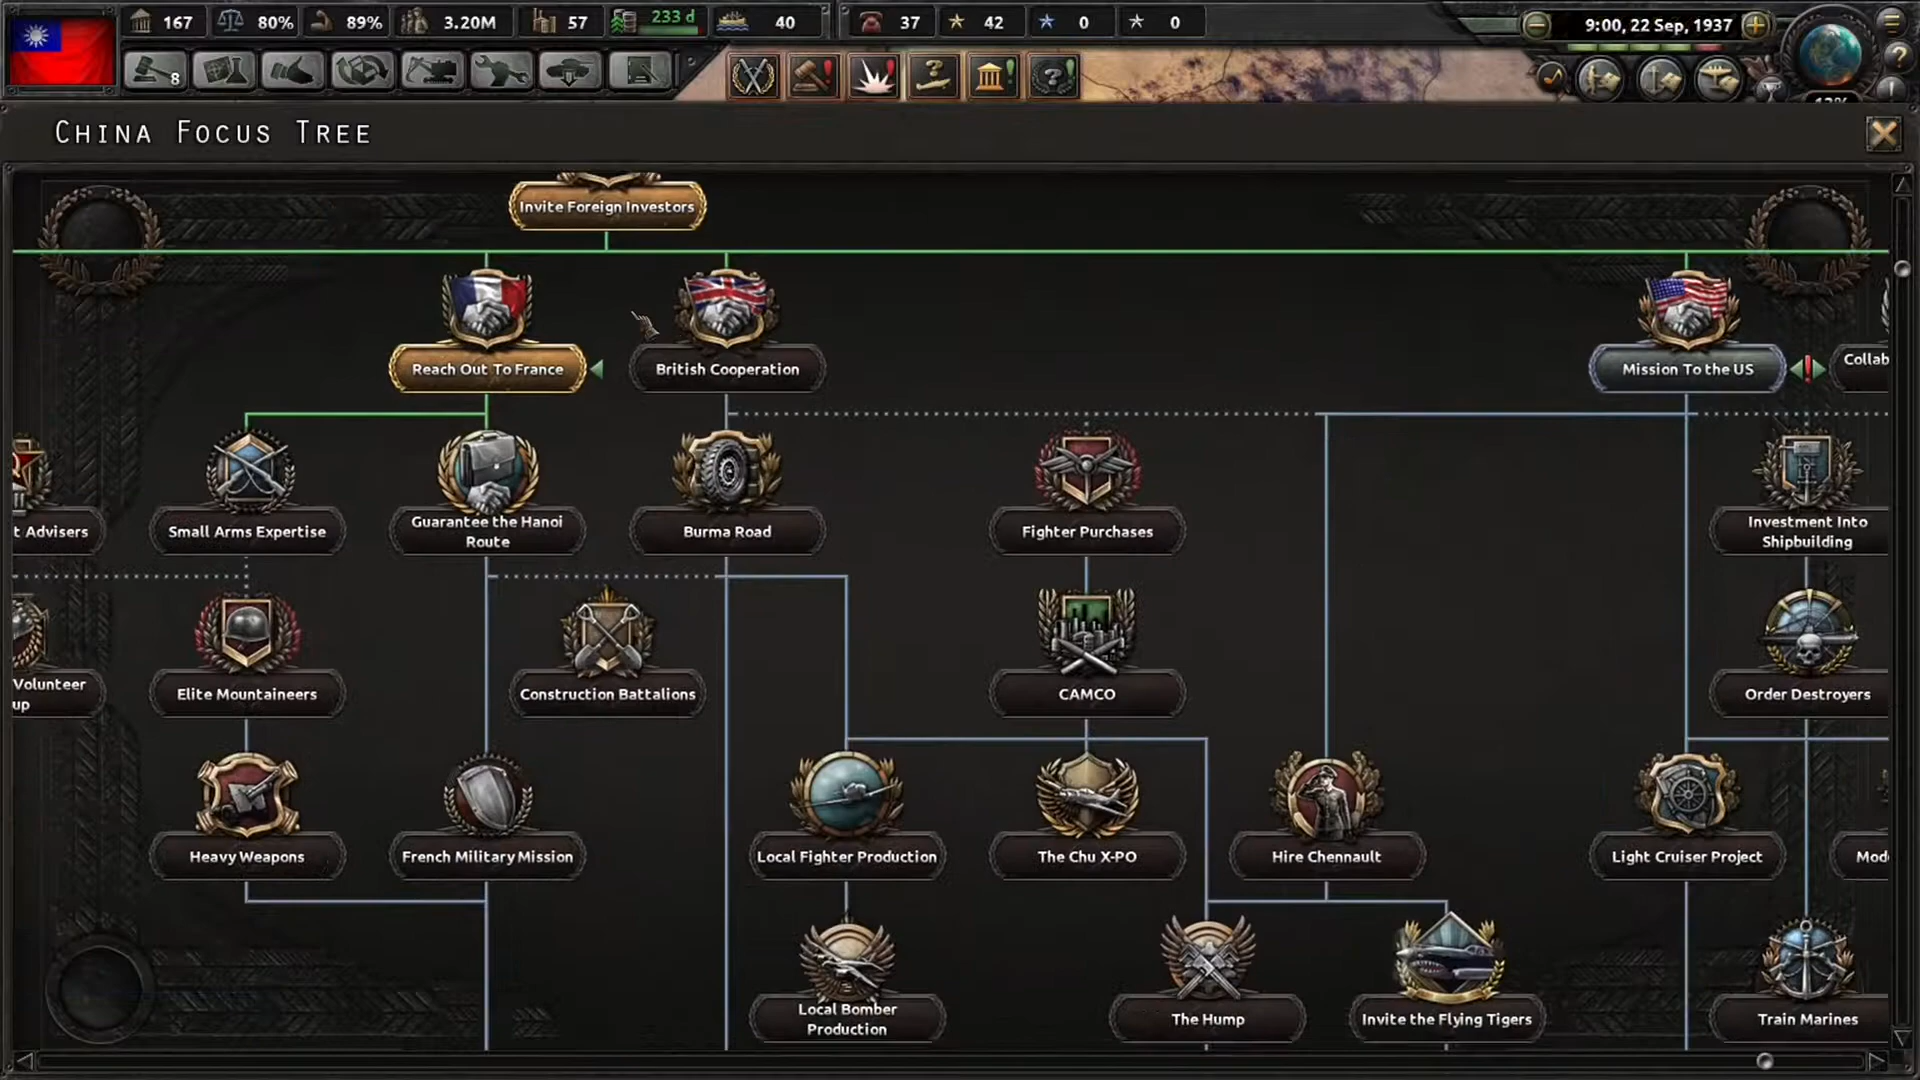 167
80%
89%
3.20M
57
233 d
40
37
42
0
0
9:00, 22 Sep, 1937
8
China Focus Tree
Invite Foreign Investors
Reach Out To France
British Cooperation
Mission To the US
Collab
t Advisers
Small Arms Expertise
Guarantee the Hanoi
Route
Burma Road
Fighter Purchases
Investment Into
Shipbuilding
Volunteer
up
Elite Mountaineers
Construction Battalions
CAMCO
Order Destroyers
Heavy Weapons
French Military Mission
Local Fighter Production
The Chu X-PO
Hire Chennault
Light Cruiser Project
Mod
Local Bomber
Production
The Hump
Invite the Flying Tigers
Train Marines